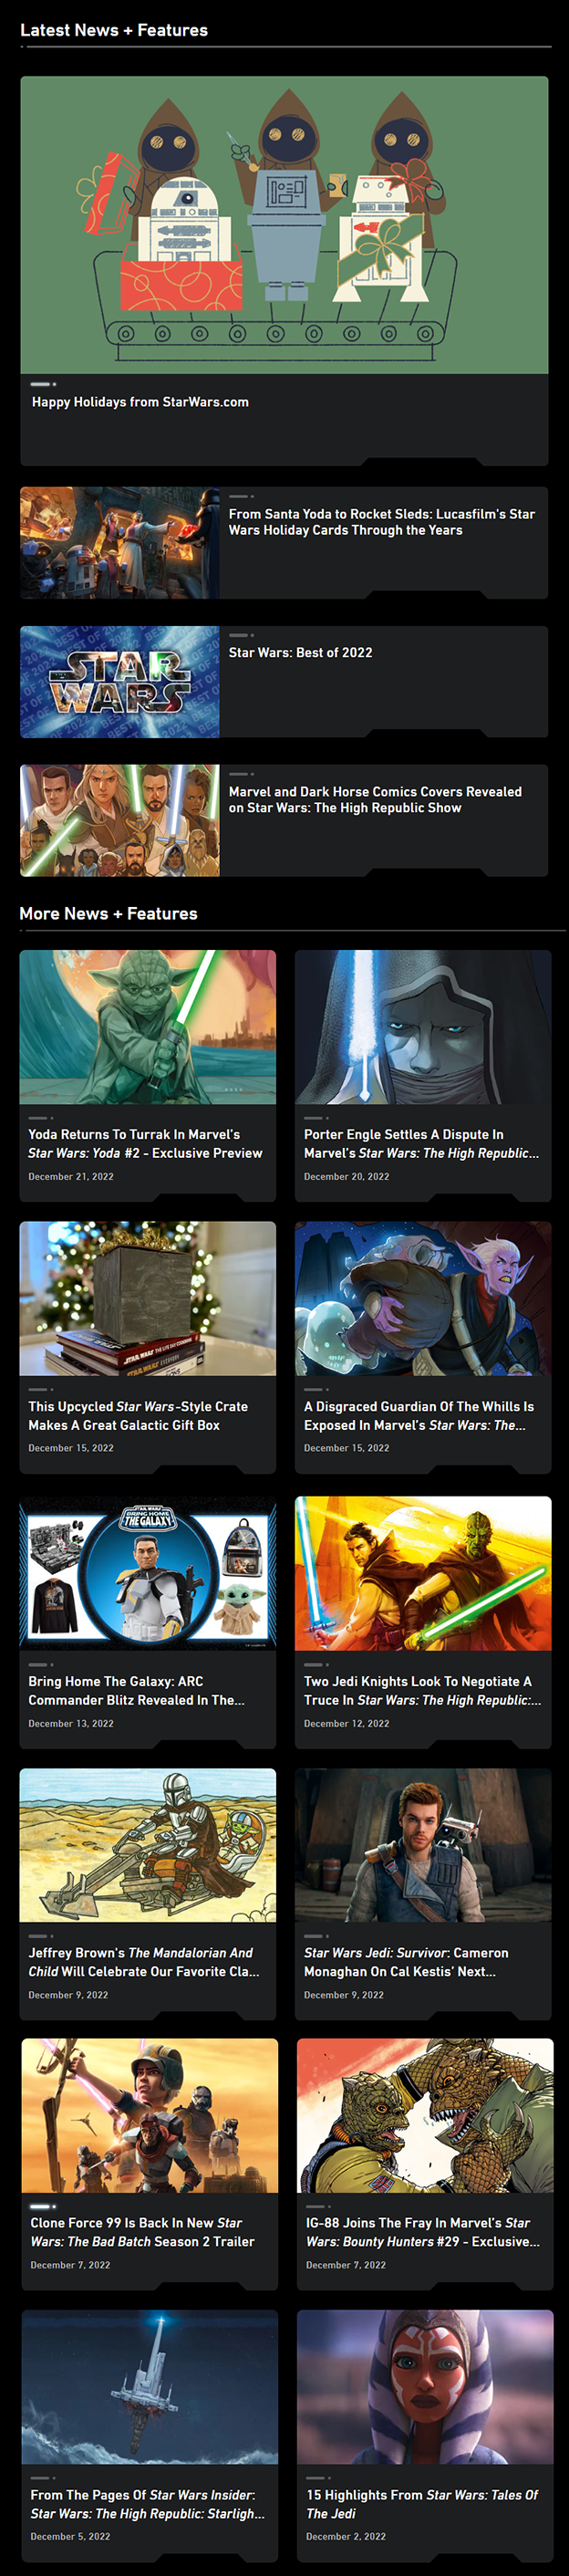 Latest News + Features
Happy Holidays from StarWars.com
From Santa Yoda to Rocket Sleds: Lucasfilm's Star
Wars Holiday Cards Through the Years
BEST OF 2022
STAR
WARS
Star Wars: Best of 2022
Marvel and Dark Horse Comics Covers Revealed
on Star Wars: The High Republic Show
More News + Features
Yoda Returns To Turrak In Marvel's
Star Wars: Yoda #2 - Exclusive Preview
December 21, 2022
Porter Engle Settles A Dispute In
Marvel's Star Wars: The High Republic...
December 20, 2022
STAR WARS
This Upcycled Star Wars-Style Crate
Makes A Great Galactic Gift Box
December 15, 2022
A Disgraced Guardian Of The Whills Is
Exposed In Marvel's Star Wars: The...
December 15, 2022
STAR WARS
BRING HOME
THE GALAXY
Bring Home The Galaxy: ARC
Commander Blitz Revealed In The...
December 13, 2022
Two Jedi Knights Look To Negotiate A
Truce In Star Wars: The High Republic:...
December 12, 2022
Jeffrey Brown's The Mandalorian And
Child Will Celebrate Our Favorite Cla...
December 9, 2022
Star Wars Jedi: Survivor: Cameron
Monaghan On Cal Kestis' Next...
December 9, 2022
Clone Force 99 Is Back In New Star
Wars: The Bad Batch Season 2 Trailer
December 7, 2022
IG-88 Joins The Fray In Marvel's Star
Wars: Bounty Hunters #29 - Exclusive...
December 7, 2022
From The Pages Of Star Wars Insider:
Star Wars: The High Republic: Starligh...
December 5, 2022
15 Highlights From Star Wars: Tales Of
The Jedi
December 2, 2022